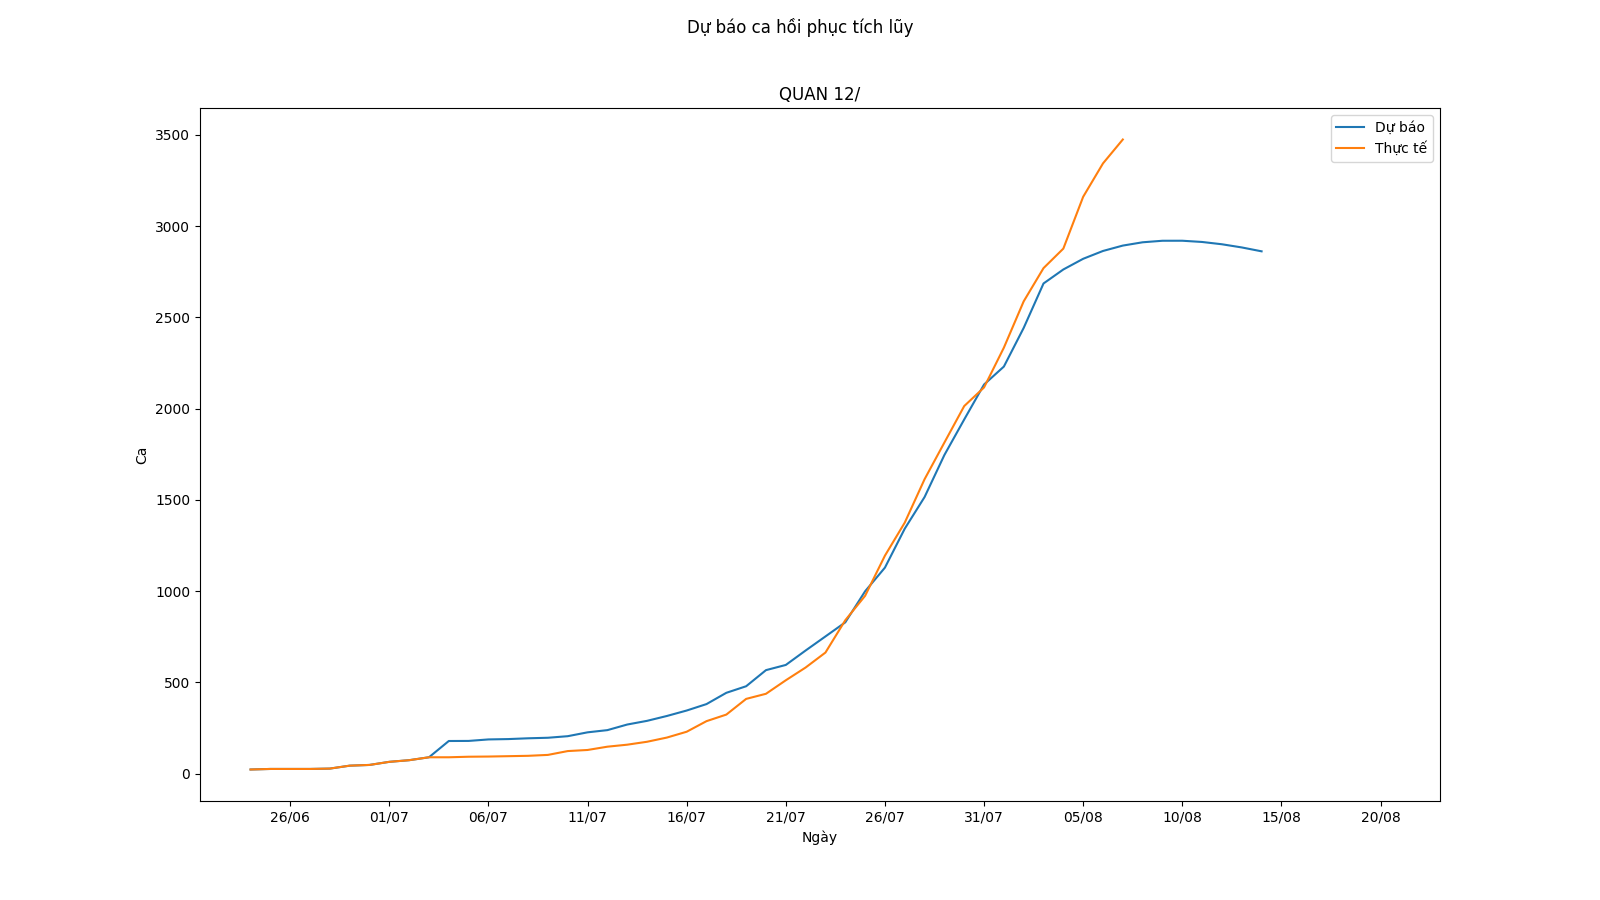 Dự báo ca hồi phục tích lũy
QUAN 12/
Dự báo
Thực tế
3500
3000
2500
2000
1500
1000
500
0
Ca
26/06 01/07 06/07 11/07 16/07 21/07 26/07 31/07 05/08 10/08 15/08 20/08
Ngày